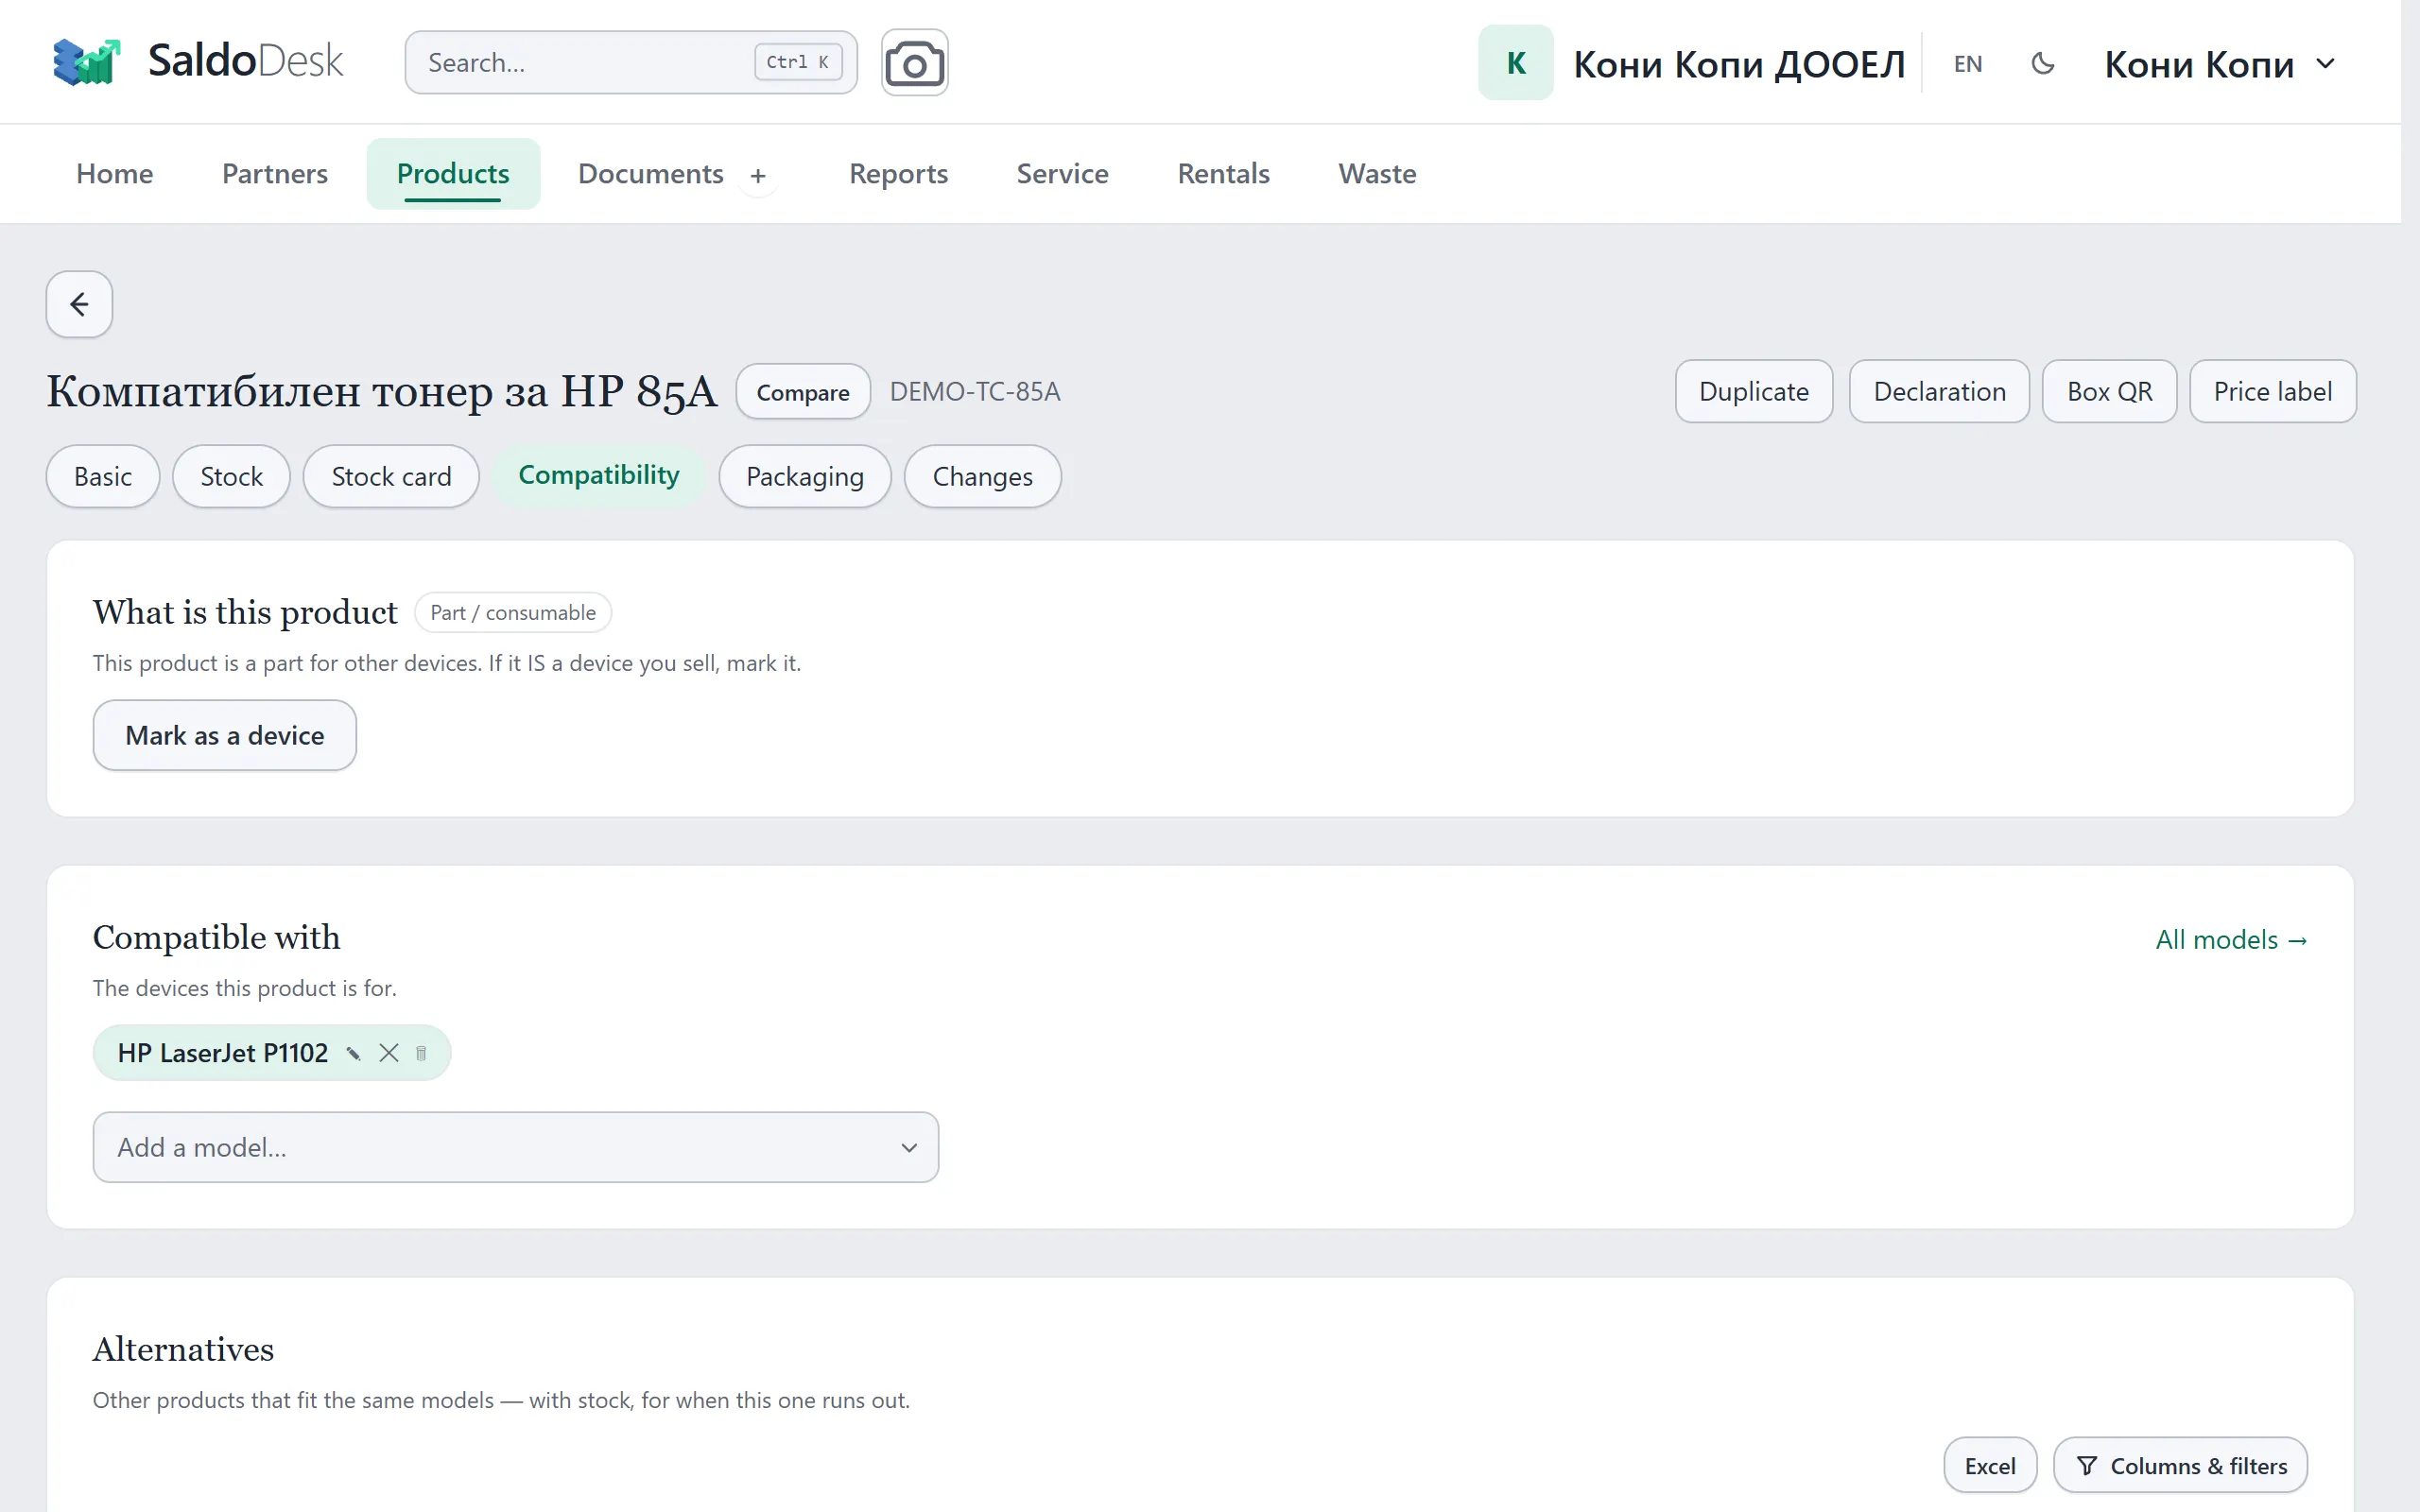 SaldoDesk
Search...
Ctrl K
K
Кони Копи ДООЕЛ
EN
Кони Копи
Home
Partners
Products
Documents
+
Reports
Service
Rentals
Waste
Компатибилен тонер за HP 85A
Compare
DEMO-TC-85A
Duplicate
Declaration
Box QR
Price label
Basic
Stock
Stock card
Compatibility
Packaging
Changes
What is this product
Part / consumable
This product is a part for other devices. If it IS a device you sell, mark it.
Mark as a device
Compatible with
All models →
The devices this product is for.
HP LaserJet P1102
Add a model...
Alternatives
Other products that fit the same models — with stock, for when this one runs out.
Excel
Columns & filters